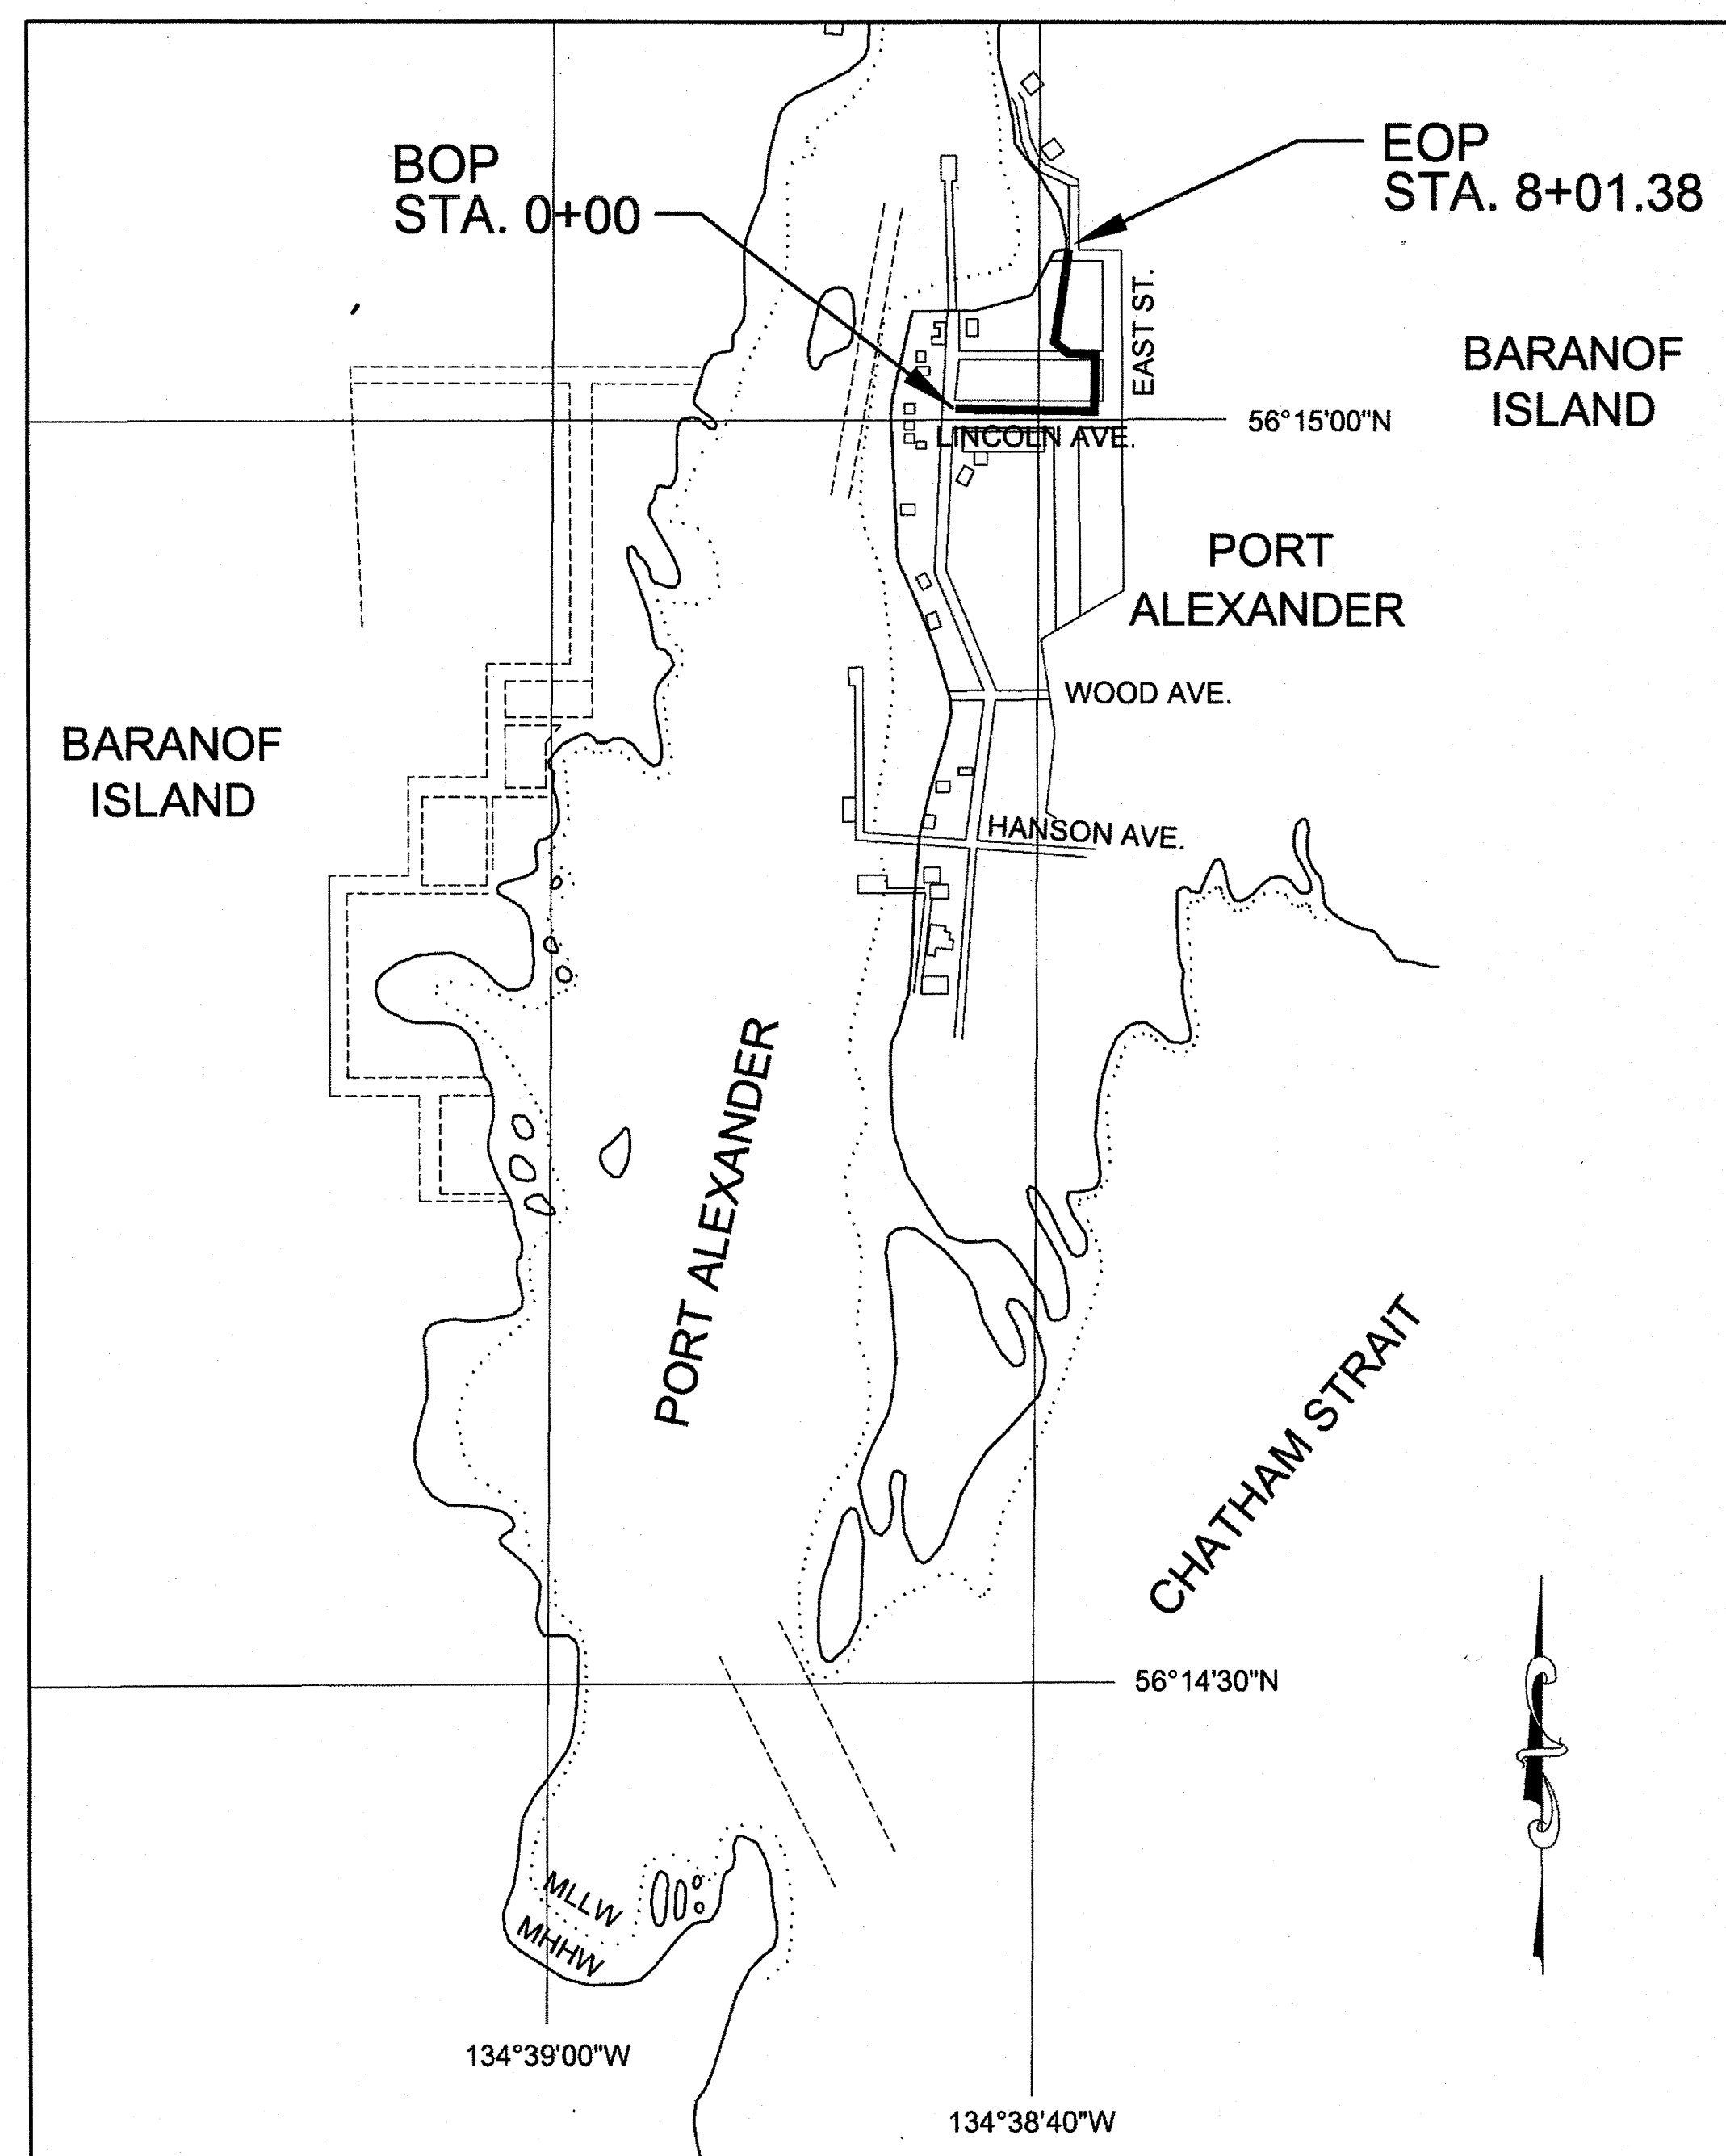 BOP
STA. 0+00
EOP
STA. 8+01.38
EAST ST.
BARANOF
ISLAND
56°15'00"N
LINCOLN AVE.
PORT
ALEXANDER
WOOD AVE.
BARANOF
ISLAND
HANSON AVE.
PORT ALEXANDER
CHATHAM STRAIT
56°14'30"N
MLLW
MHHW
134°39'00"W
134°38'40"W